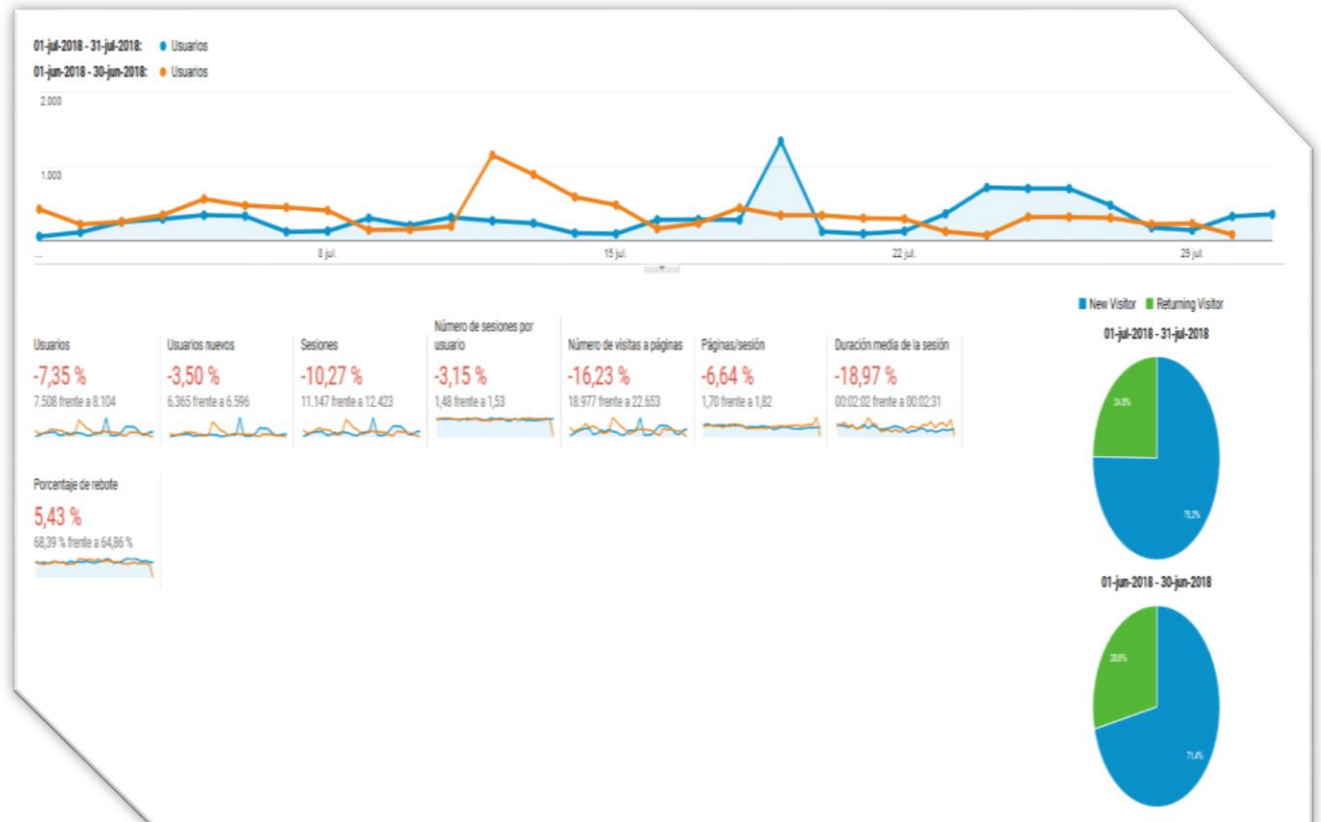 01-jul-2018 - 31-jul-2018: Usuarios
01-jun-2018 - 30-jun-2018: Usuarios
2.000
1.000
...
8 jul.
15 jul.
22 jul.
29 jul.
New Visitor Returning Visitor
01-jul-2018 - 31-jul-2018
Usuarios
-7,35 %
7.508 frente a 8.104
Usuarios nuevos
-3,50 %
6.365 frente a 6.596
Sesiones
-10,27 %
11.147 frente a 12.423
Número de sesiones por
usuario
-3,15 %
1,48 frente a 1,53
Número de visitas a páginas
-16,23 %
18.977 frente a 22.653
Páginas/sesión
-6,64 %
1,70 frente a 1,82
Duración media de la sesión
-18,97 %
00:02:02 frente a 00:02:31
Porcentaje de rebote
5,43 %
68,39 % frente a 64,86 %
01-jun-2018 - 30-jun-2018
71,4%